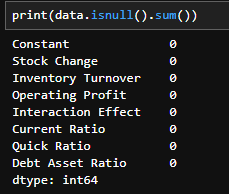 print(data.isnull().sum())
Constant 0
Stock Change 0
Inventory Turnover 0
Operating Profit 0
Interaction Effect 0
Current Ratio 0
Quick Ratio 0
Debt Asset Ratio 0
dtype: int64